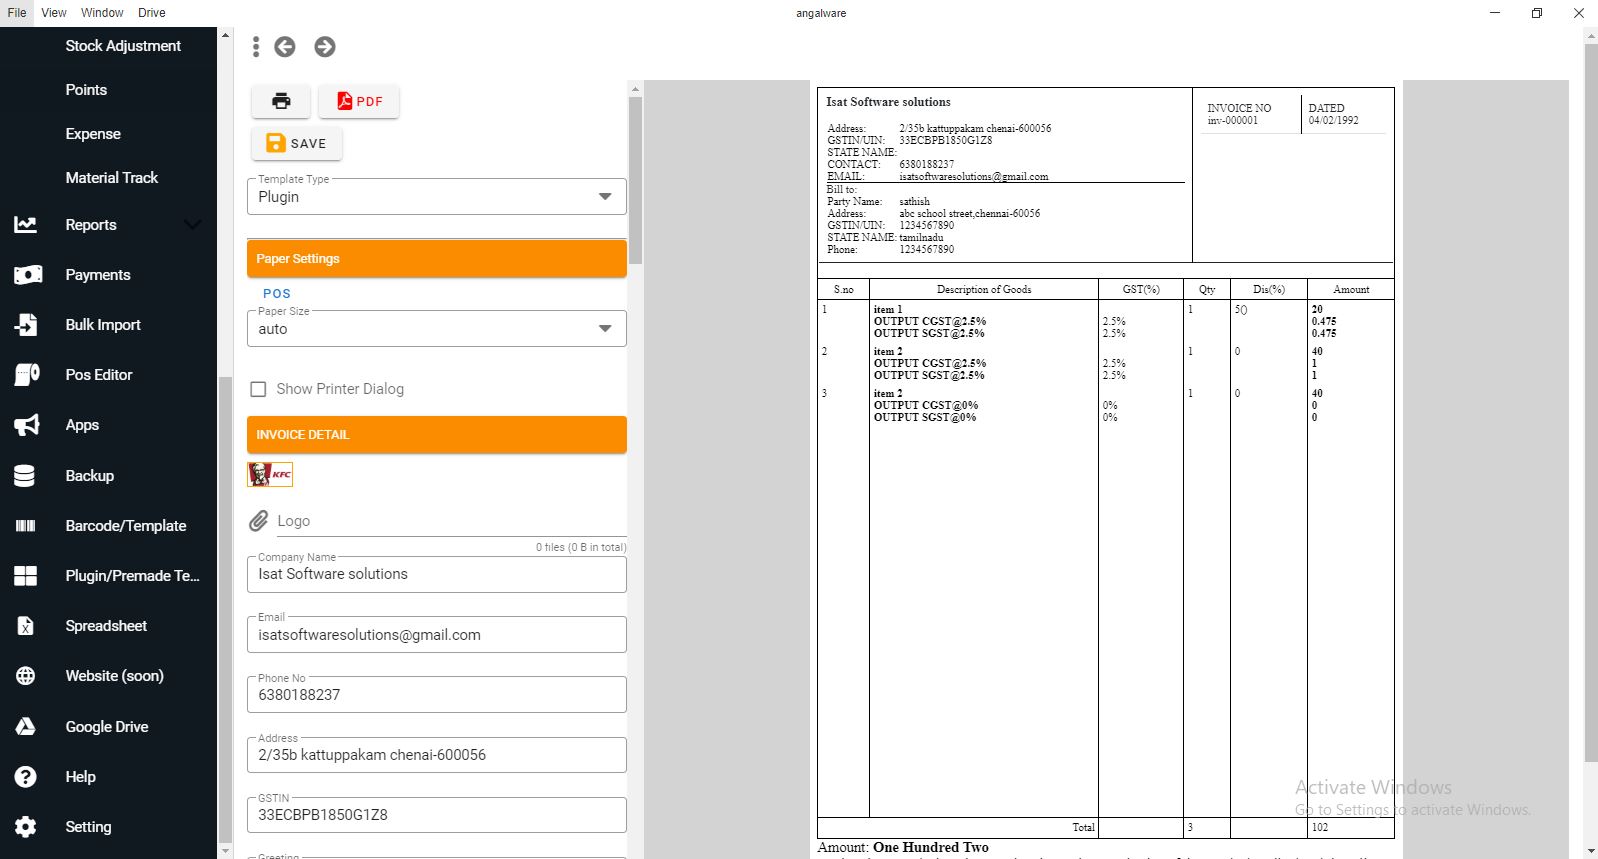 File View Window Drive
angalware
Stock Adjustment
Points
Expense
Material Track
Reports
Payments
Bulk Import
Pos Editor
Apps
Backup
Barcode/Template
Plugin/Premade Te...
Spreadsheet
Website (soon)
Google Drive
Help
Setting
PDF
SAVE
Template Type
Plugin
Paper Settings
POS
Paper Size
auto
Show Printer Dialog
INVOICE DETAIL
KFC
Logo
0 files (0 B in total)
Company Name
Isat Software solutions
Email
isatsoftwaresolutions@gmail.com
Phone No
6380188237
Address
2/35b kattuppakam chenai-600056
GSTIN
33ECBPB1850G1Z8
Greeting
Isat Software solutions
Address: 2/35b kattuppakam chenai-600056
GSTIN/UIN: 33ECBPB1850G1Z8
STATE NAME:
CONTACT: 6380188237
EMAIL: isatsoftwaresolutions@gmail.com
Bill to:
Party Name: sathish
Address: abc school street,chennai-60056
GSTIN/UIN: 1234567890
STATE NAME: tamilnadu
Phone: 1234567890
INVOICE NO
inv-000001
DATED
04/02/1992
S.no Description of Goods GST(%) Qty Dis(%) Amount
1 item 1 1 50 20
OUTPUT CGST@2.5% 2.5% 0.475
OUTPUT SGST@2.5% 2.5% 0.475
2 item 2 1 0 40
OUTPUT CGST@2.5% 2.5% 1
OUTPUT SGST@2.5% 2.5% 1
3 item 2 1 0 40
OUTPUT CGST@0% 0% 0
OUTPUT SGST@0% 0% 0
Total 3 102
Amount: One Hundred Two
Activate Windows
Go to Settings to activate Windows.